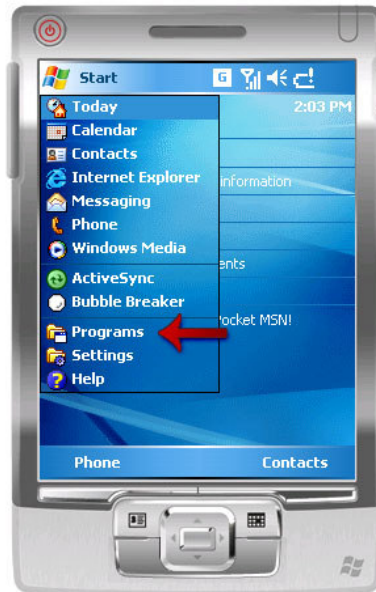 Start
G
2:03 PM
Today
Calendar
Contacts
Internet Explorer
information
Messaging
Phone
Windows Media
ents
ActiveSync
Bubble Breaker
Pocket MSN!
Programs
Settings
Help
Phone
Contacts